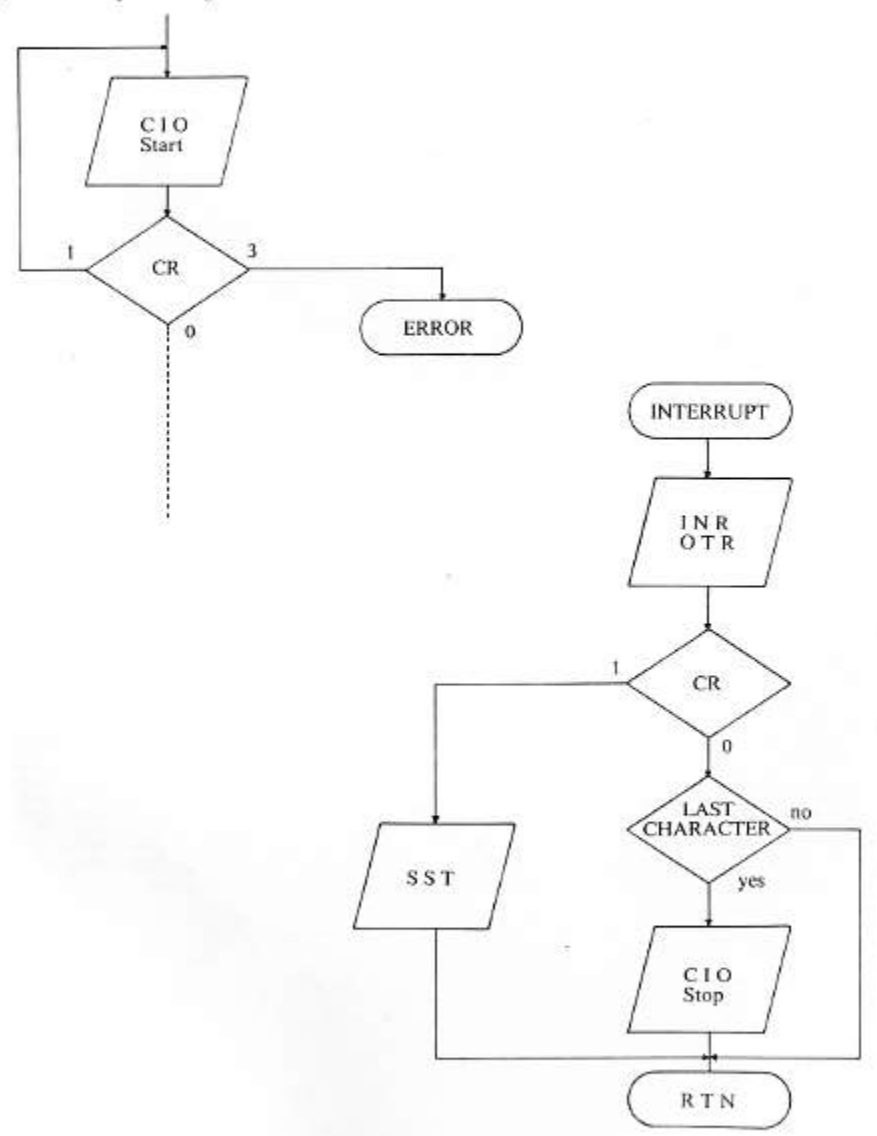 C I O
Start
1
CR
3
0
ERROR
INTERRUPT
I N R
O T R
1
CR
0
LAST
CHARACTER
no
yes
S S T
C I O
Stop
R T N